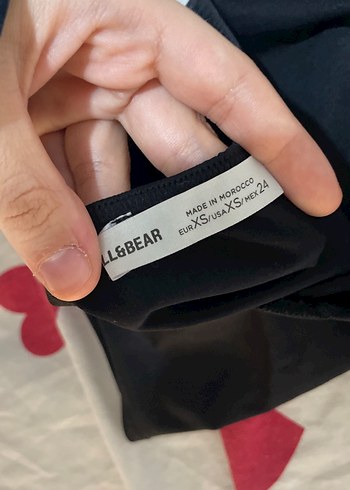 LL&BEAR
MADE IN MOROCCO
EUR XS/USA XS/MEX 24